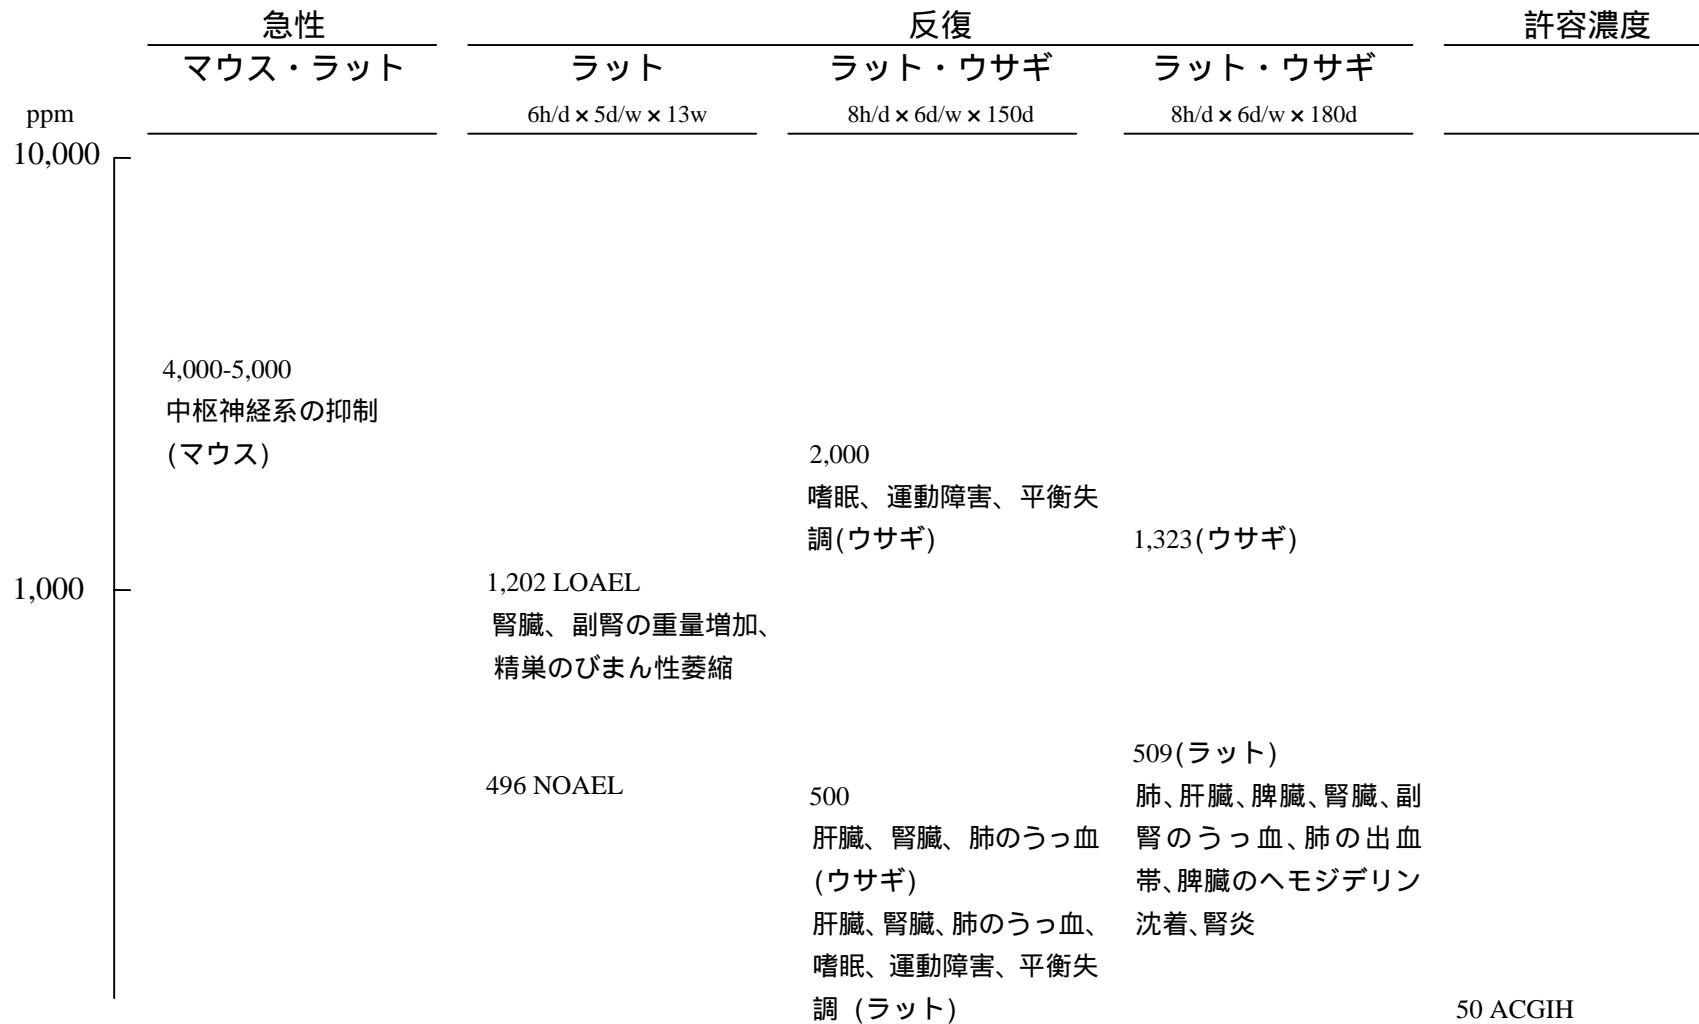 急性
反復
許容濃度
マウス・ラット
ラット
ラット・ウサギ
ラット・ウサギ
ppm
6h/d×5d/w×13w
8h/d×6d/w×150d
8h/d×6d/w×180d
10,000
4,000-5,000
中枢神経系の抑制
(マウス)
2,000
嗜眠、運動障害、平衡失
調(ウサギ)
1,323(ウサギ)
1,000
1,202 LOAEL
腎臓、副腎の重量増加、
精巣のびまん性萎縮
496 NOAEL
500
肝臓、腎臓、肺のうっ血
(ウサギ)
肝臓、腎臓、肺のうっ血、
嗜眠、運動障害、平衡失
調 (ラット)
509(ラット)
肺、肝臓、脾臓、腎臓、副
腎のうっ血、肺の出血
帯、脾臓のヘモジデリン
沈着、腎炎
50 ACGIH